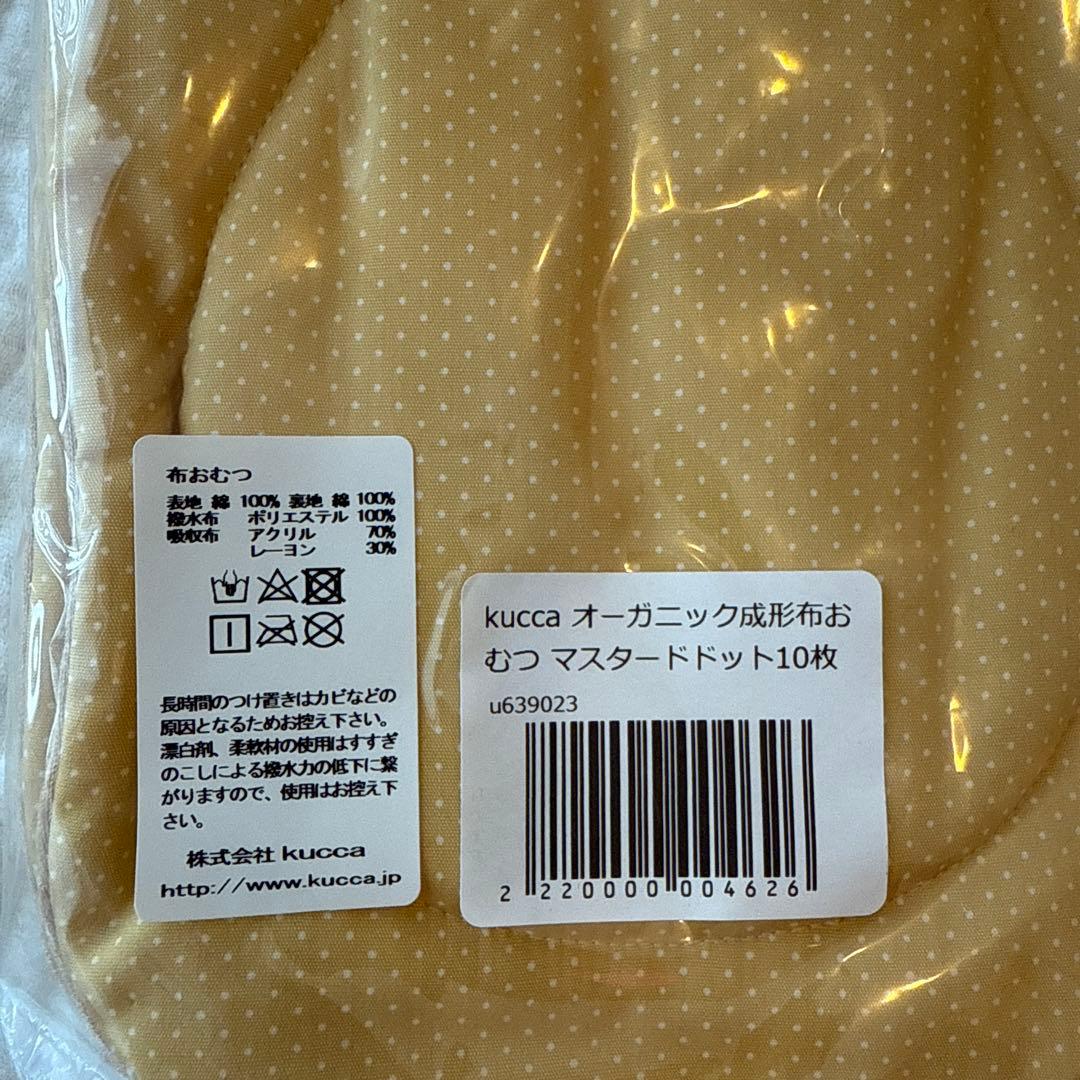 布おむつ
表地 綿 100% 裏地 綿 100%
撥水布 ポリエステル 100%
吸収布 アクリル 70%
レーヨン 30%
長時間のつけ置きはカビなどの
原因となるためお控え下さい。
漂白剤、柔軟材の使用はすすぎ
のこしによる撥水力の低下に繋
がりますので、使用はお控え下
さい。
株式会社 kucca
http://www.kucca.jp
kucca オーガニック成形布お
むつ マスタードドット10枚
u639023
2 220000 004626